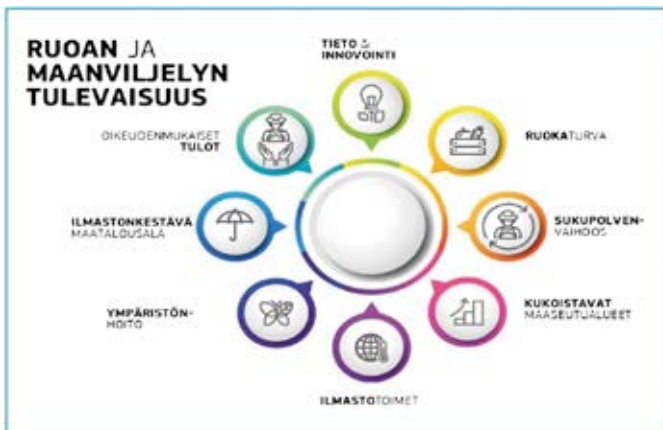 RUOAN JA
MAANVILJELYN
TULEVAISUUS
TIETO &
INNOVOINTI
RUOKATURVA
SUKUPOLVEN-
VAIHDOS
KUKOISTAVAT
MAASEUTUALUEET
ILMASTOTOIMET
YMPÄRISTÖN-
HOITO
ILMASTONKESTÄVÄ
MAATALOUSALA
OIKEUDENMUKAISET
TULOT